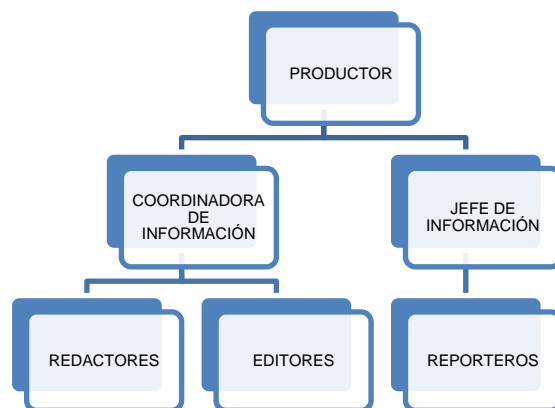 PRODUCTOR
COORDINADORA
DE
INFORMACIÓN
JEFE DE
INFORMACIÓN
REDACTORES
EDITORES
REPORTEROS